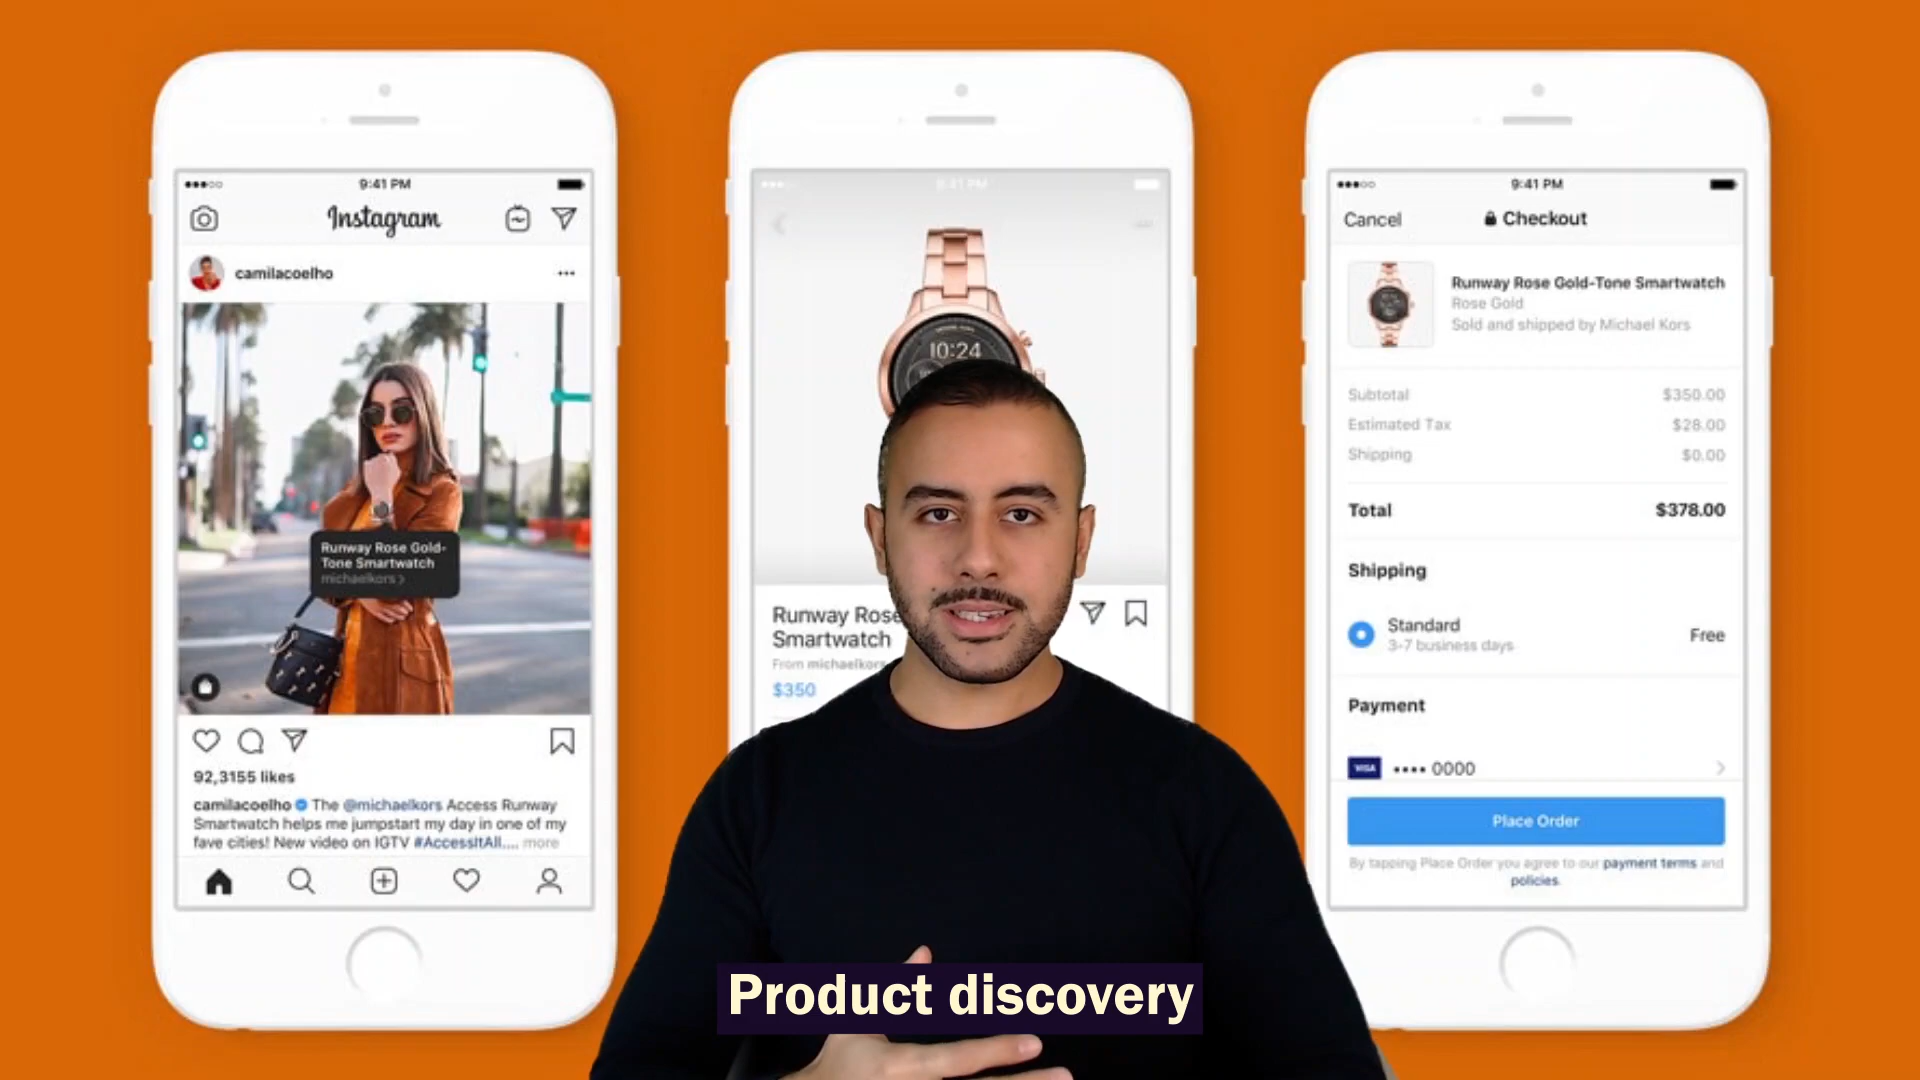 9:41 PM
Instagram
camilacoelho
Runway Rose Gold-
Tone Smartwatch
michaelkors >
92,3155 likes
camilacoelho The @michaelkors Access Runway
Smartwatch helps me jumpstart my day in one of my
fave cities! New video on IGTV #AccessItAll.... more
9:41 PM
10:24
Runway Rose
Smartwatch
From michaelkors
$350
9:41 PM
Cancel
Checkout
Runway Rose Gold-Tone Smartwatch
Rose Gold
Sold and shipped by Michael Kors
Subtotal $350.00
Estimated Tax $28.00
Shipping $0.00
Total $378.00
Shipping
Standard
3-7 business days
Free
Payment
VISA •••• 0000
Place Order
By tapping Place Order you agree to our payment terms and
policies.
Product discovery